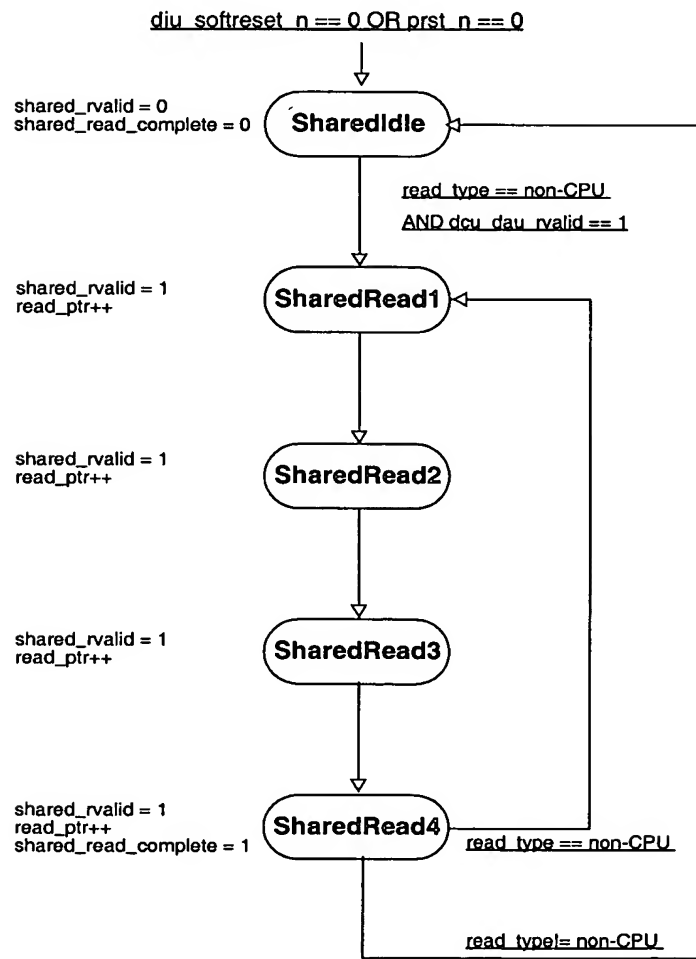 diu_softreset_n == 0 OR prst_n == 0
shared_rvalid = 0
shared_read_complete = 0
SharedIdle
read_type == non-CPU
AND dcu_dau_rvalid == 1
shared_rvalid = 1
read_ptr++
SharedRead1
shared_rvalid = 1
read_ptr++
SharedRead2
shared_rvalid = 1
read_ptr++
SharedRead3
shared_rvalid = 1
read_ptr++
shared_read_complete = 1
SharedRead4
read_type == non-CPU
read_type!= non-CPU